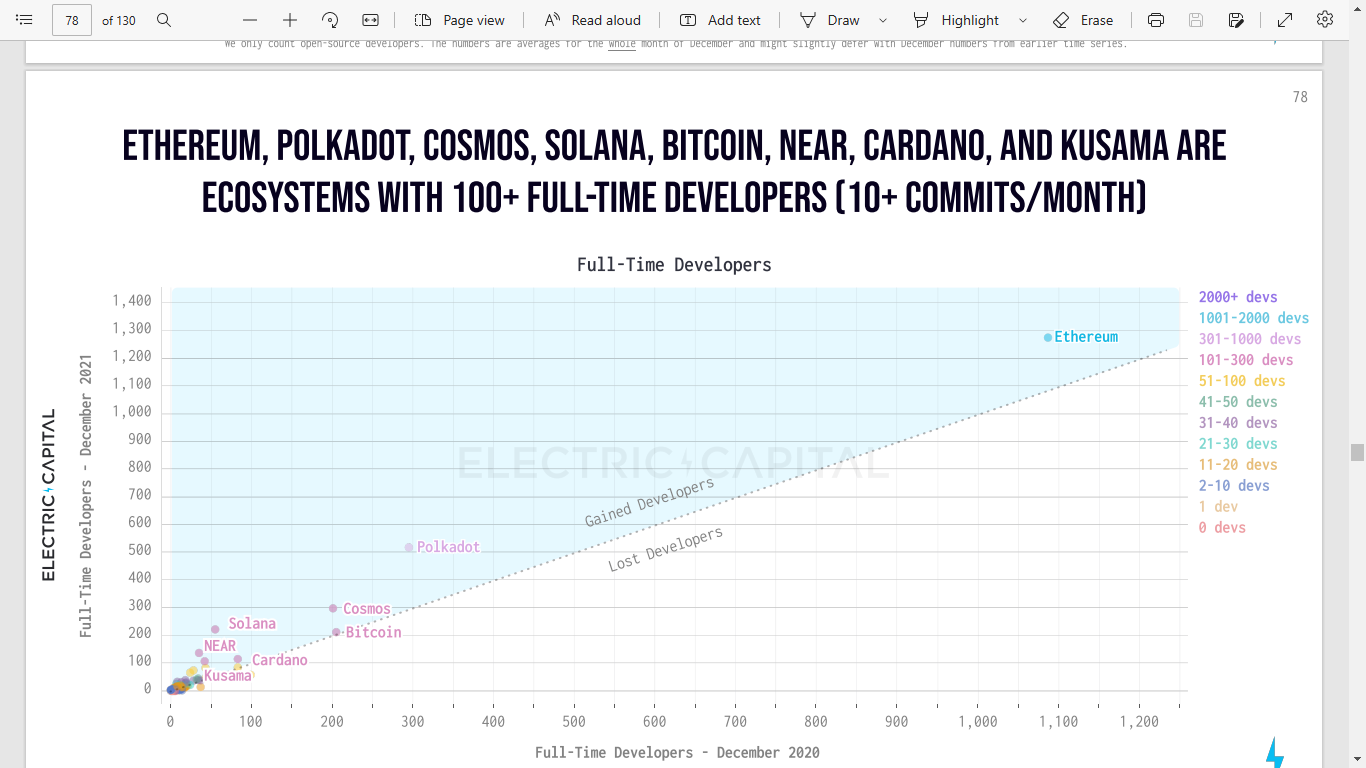 78 of 130 Page view Read aloud Add text Draw Highlight Erase
We only count open-source developers. The numbers are averages for the whole month of December and might slightly defer with December numbers from earlier time series.
78
ETHEREUM, POLKADOT, COSMOS, SOLANA, BITCOIN, NEAR, CARDANO, AND KUSAMA ARE
ECOSYSTEMS WITH 100+ FULL-TIME DEVELOPERS (10+ COMMITS/MONTH)
Full-Time Developers
ELECTRIC CAPITAL
Full-Time Developers - December 2021
1,400
1,300
1,200
1,100
1,000
900
800
700
600
500
400
300
200
100
0
Ethereum
ELECTRIC CAPITAL
Gained Developers
Lost Developers
Polkadot
Cosmos
Solana
Bitcoin
NEAR
Cardano
Kusama
2000+ devs
1001-2000 devs
301-1000 devs
101-300 devs
51-100 devs
41-50 devs
31-40 devs
21-30 devs
11-20 devs
2-10 devs
1 dev
0 devs
0 100 200 300 400 500 600 700 800 900 1,000 1,100 1,200
Full-Time Developers - December 2020